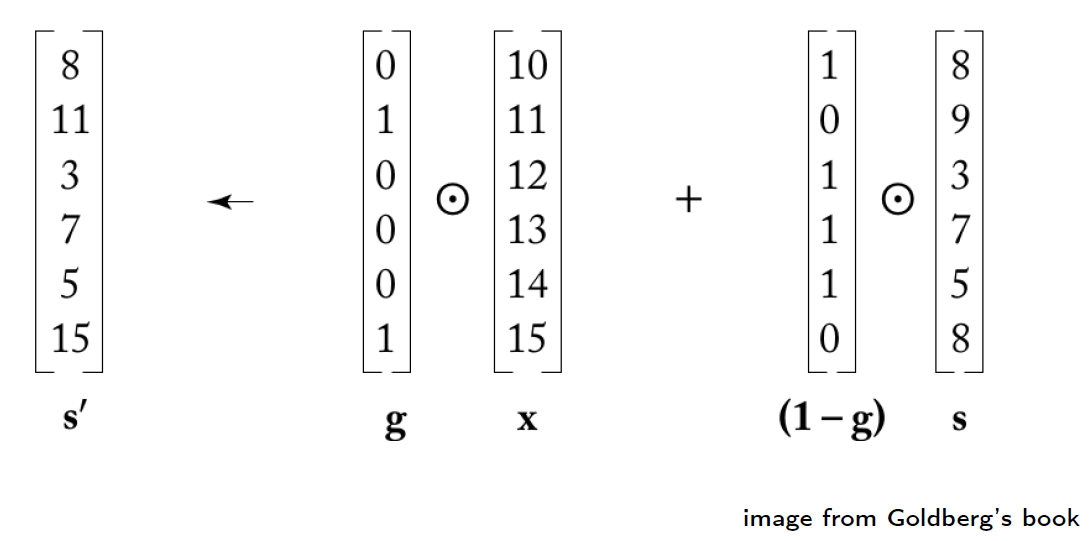 8 0 10 1 8
11 1 11 0 9
3 0 12 1 3
← ⊙ + ⊙
7 0 13 1 7
5 0 14 1 5
15 1 15 0 8
s′ g x (1 − g) s
image from Goldberg's book